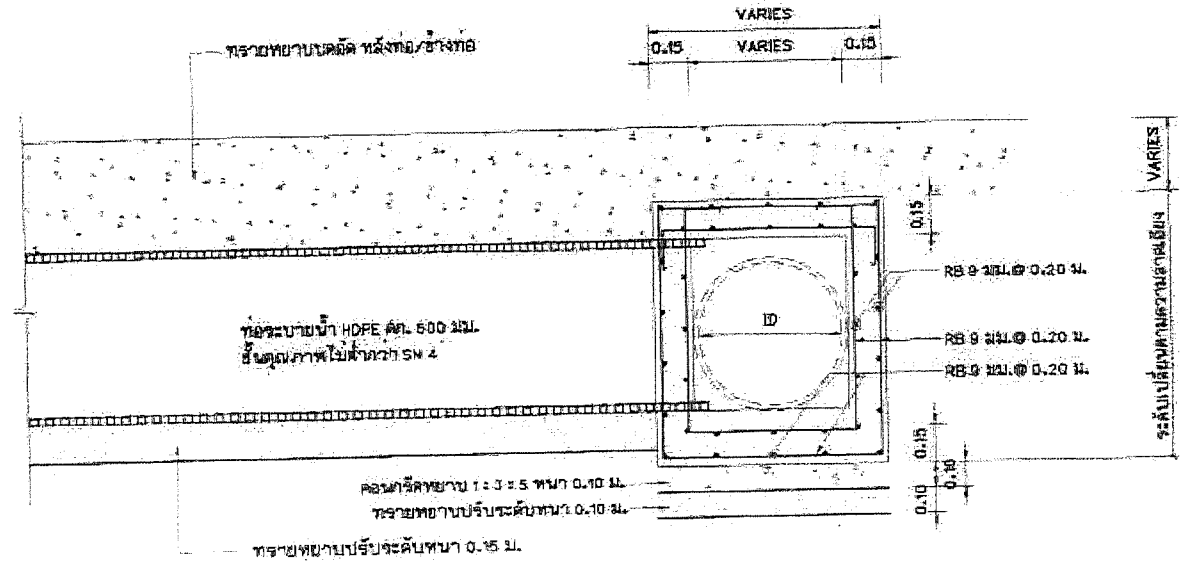 VARIES
0.15 VARIES 0.15
ทรายหยาบบดอัด หลังท่อ/ข้างท่อ
VARIES
0.15
RB 9 มม.@ 0.20 ม.
ID
ท่อระบายน้ำ HDPE ศก. 600 มม.
ชั้นคุณภาพไม่ต่ำกว่า SN 4
RB 9 มม.@ 0.20 ม.
RB 9 มม.@ 0.20 ม.
ระดับเปลี่ยนตามความลาดเอียง
0.15
0.10
0.10
คอนกรีตหยาบ 1 : 3 : 5 หนา 0.10 ม.
ทรายหยาบปรับระดับหนา 0.10 ม.
ทรายหยาบปรับระดับหนา 0.15 ม.